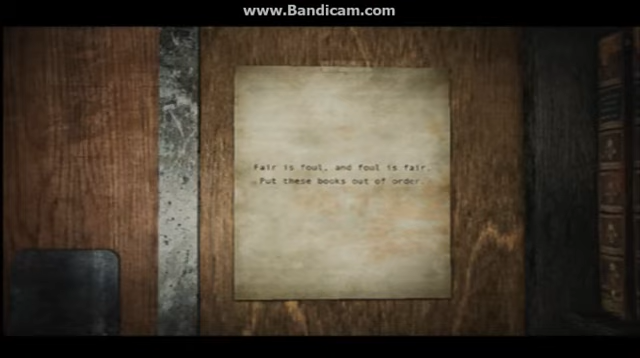 www.Bandicam.com
Fair is foul, and foul is fair.
Put these books out of order.